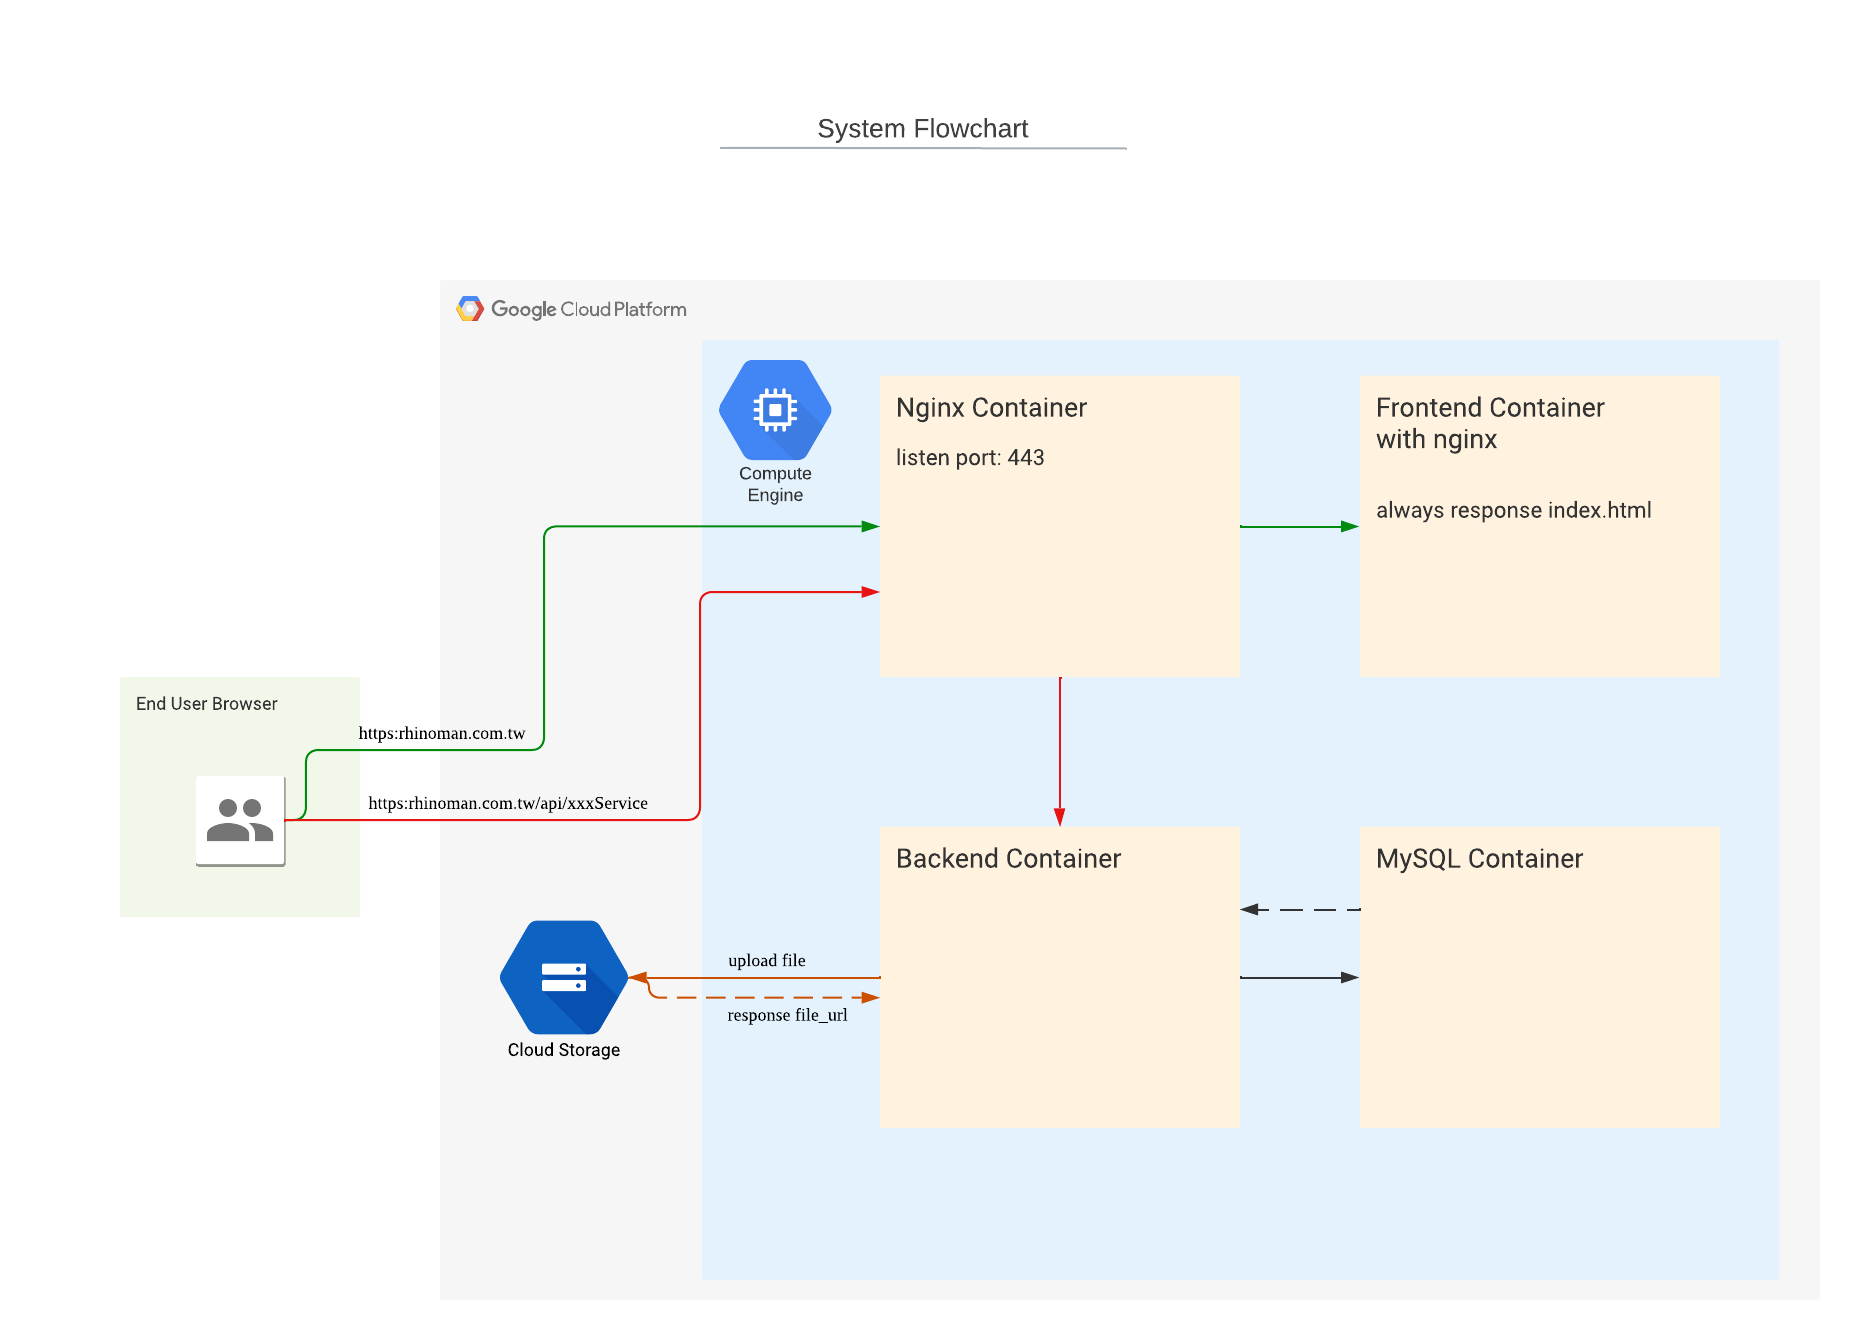 System Flowchart
Google Cloud Platform
Compute
Engine
Nginx Container
listen port: 443
Frontend Container
with nginx
always response index.html
End User Browser
https:rhinoman.com.tw
https:rhinoman.com.tw/api/xxxService
Backend Container
MySQL Container
upload file
response file_url
Cloud Storage